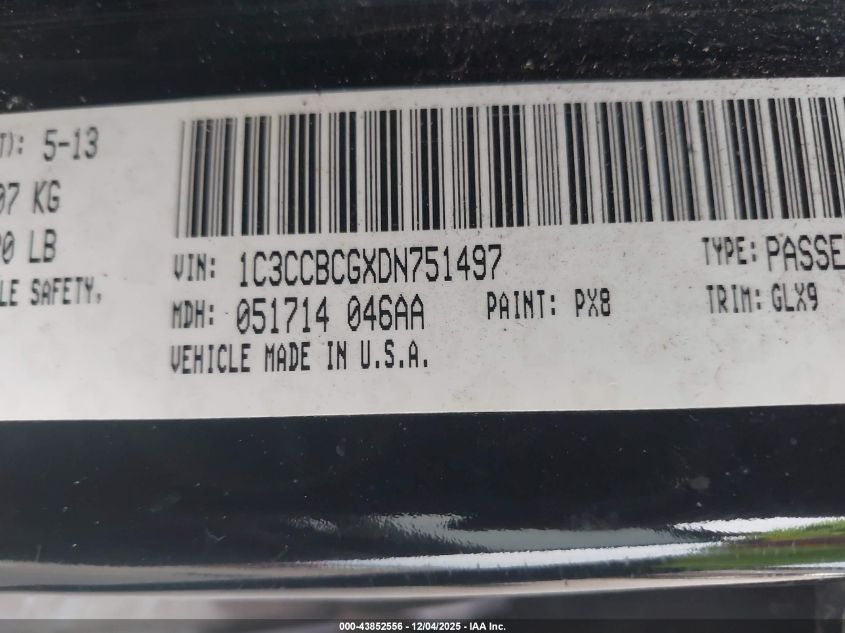 T): 5-13
07 KG
0 LB
LE SAFETY,
VIN: 1C3CCBCGXDN751497
TYPE: PASSE
MDH: 051714 046AA
PAINT: PX8
TRIM: GLX9
VEHICLE MADE IN U.S.A.
000-43852556 - 12/04/2025 - IAA Inc.